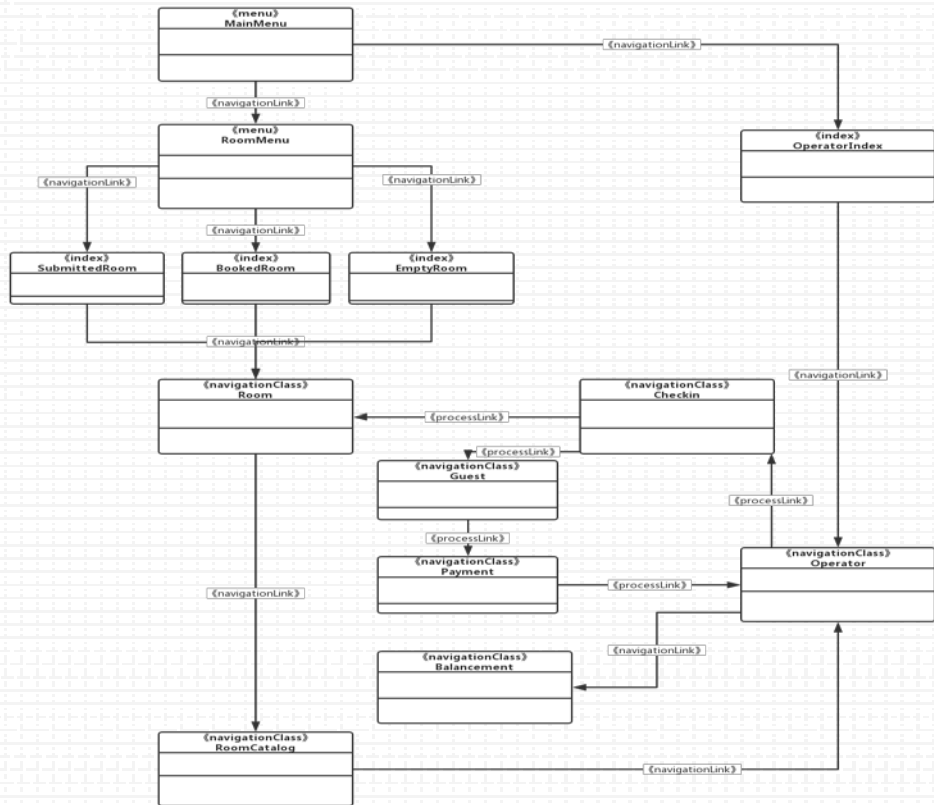 《menu》
MainMenu
《navigationLink》
《navigationLink》
《menu》
RoomMenu
《index》
OperatorIndex
《navigationLink》
《navigationLink》
《navigationLink》
《index》
SubmittedRoom
《index》
BookedRoom
《index》
EmptyRoom
《navigationLink》
《navigationLink》
《navigationClass》
Room
《navigationClass》
Checkin
《processLink》
《processLink》
《navigationClass》
Guest
《processLink》
《processLink》
《navigationClass》
Payment
《navigationClass》
Operator
《processLink》
《navigationLink》
《navigationLink》
《navigationClass》
Balancement
《navigationClass》
RoomCatalog
《navigationLink》